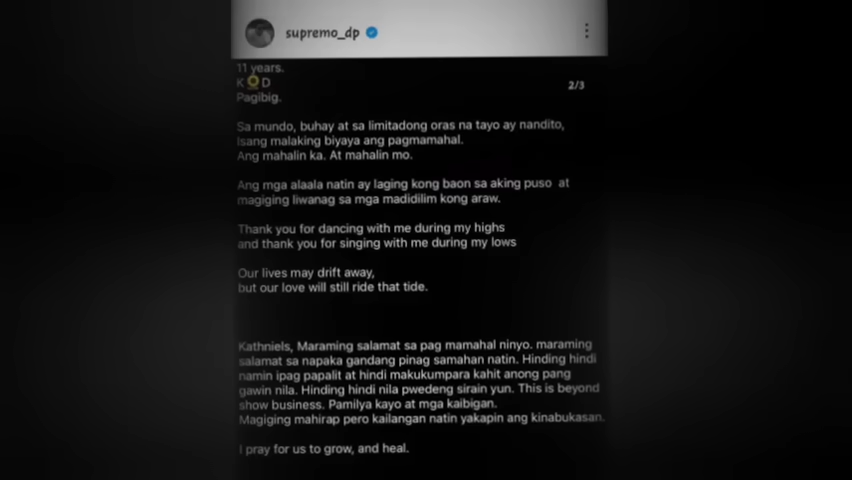 supremo_dp
11 years.
K D
2/3
Pagibig.
Sa mundo, buhay at sa limitadong oras na tayo ay nandito,
Isang malaking biyaya ang pagmamahal.
Ang mahalin ka. At mahalin mo.
Ang mga alaala natin ay laging kong baon sa aking puso at
magiging liwanag sa mga madidilim kong araw.
Thank you for dancing with me during my highs
and thank you for singing with me during my lows
Our lives may drift away,
but our love will still ride that tide.
Kathniels, Maraming salamat sa pag mamahal ninyo. maraming
salamat sa napaka gandang pinag samahan natin. Hinding hindi
namin ipag papalit at hindi makukumpara kahit anong pang
gawin nila. Hinding hindi nila pwedeng sirain yun. This is beyond
show business. Pamilya kayo at mga kaibigan.
Magiging mahirap pero kailangan natin yakapin ang kinabukasan.
I pray for us to grow, and heal.